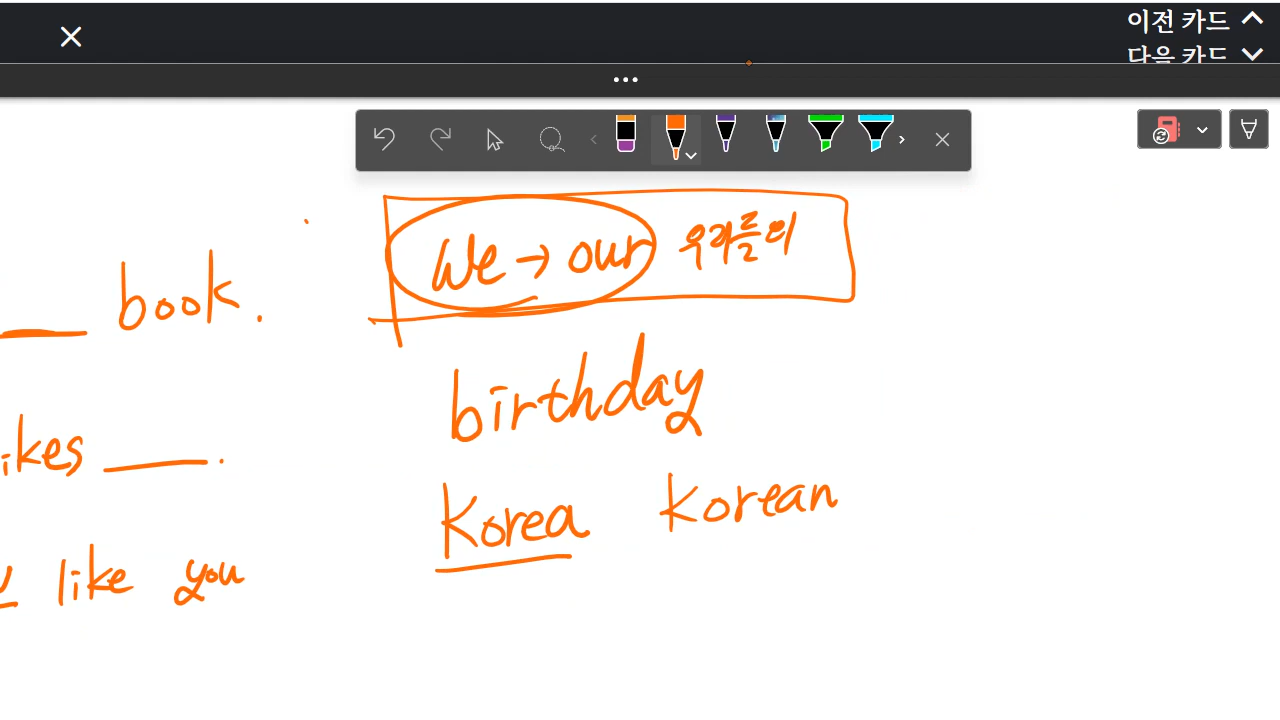 이전 카드
다음 카드
we → our 우리들의
book.
birthday
ikes ____.
Korea Korean
like you